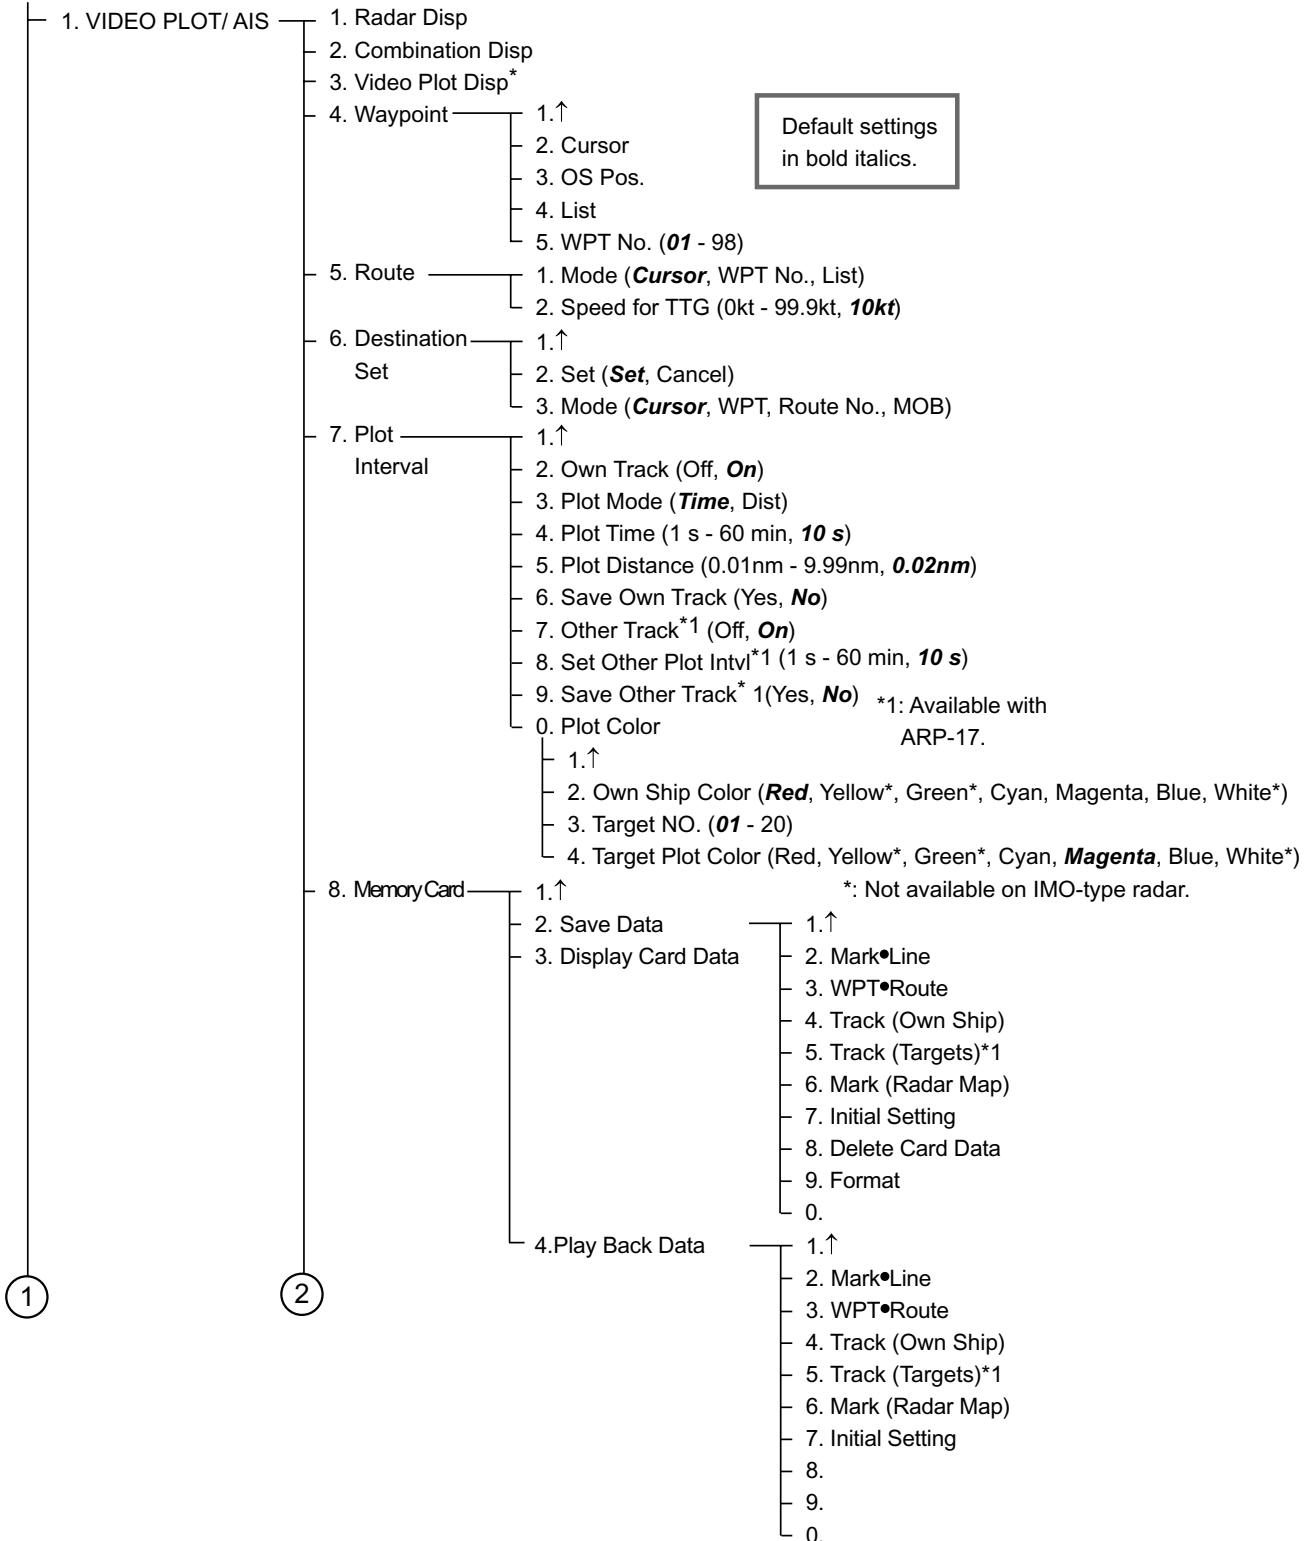 1. VIDEO PLOT/ AIS
1. Radar Disp
2. Combination Disp
3. Video Plot Disp*
4. Waypoint
1.↑
2. Cursor
3. OS Pos.
4. List
5. WPT No. (01 - 98)
Default settings
in bold italics.
5. Route
1. Mode (Cursor, WPT No., List)
2. Speed for TTG (0kt - 99.9kt, 10kt)
6. Destination
Set
1.↑
2. Set (Set, Cancel)
3. Mode (Cursor, WPT, Route No., MOB)
7. Plot
Interval
1.↑
2. Own Track (Off, On)
3. Plot Mode (Time, Dist)
4. Plot Time (1 s - 60 min, 10 s)
5. Plot Distance (0.01nm - 9.99nm, 0.02nm)
6. Save Own Track (Yes, No)
7. Other Track*1 (Off, On)
8. Set Other Plot Intvl*1 (1 s - 60 min, 10 s)
9. Save Other Track* 1(Yes, No)
*1: Available with
ARP-17.
0. Plot Color
1.↑
2. Own Ship Color (Red, Yellow*, Green*, Cyan, Magenta, Blue, White*)
3. Target NO. (01 - 20)
4. Target Plot Color (Red, Yellow*, Green*, Cyan, Magenta, Blue, White*)
*: Not available on IMO-type radar.
8. Memory Card
1.↑
2. Save Data
3. Display Card Data
1.↑
2. Mark•Line
3. WPT•Route
4. Track (Own Ship)
5. Track (Targets)*1
6. Mark (Radar Map)
7. Initial Setting
8. Delete Card Data
9. Format
0.
4.Play Back Data
1.↑
2. Mark•Line
3. WPT•Route
4. Track (Own Ship)
5. Track (Targets)*1
6. Mark (Radar Map)
7. Initial Setting
8.
9.
0.
1
2